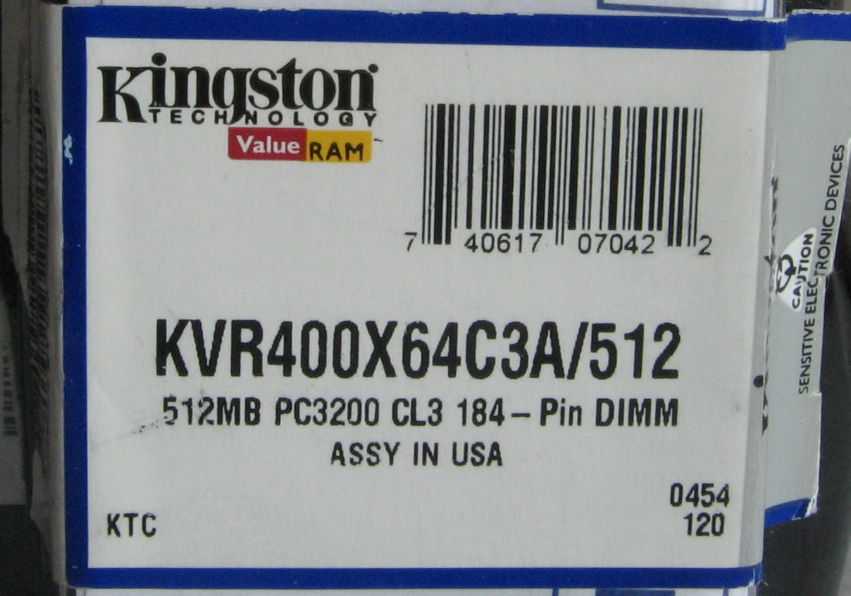 Kingston
TECHNOLOGY
Value RAM
7 40617 07042 2
KVR400X64C3A/512
512MB PC3200 CL3 184-Pin DIMM
ASSY IN USA
0454
KTC 120
CAUTION
SENSITIVE ELECTRONIC DEVICES